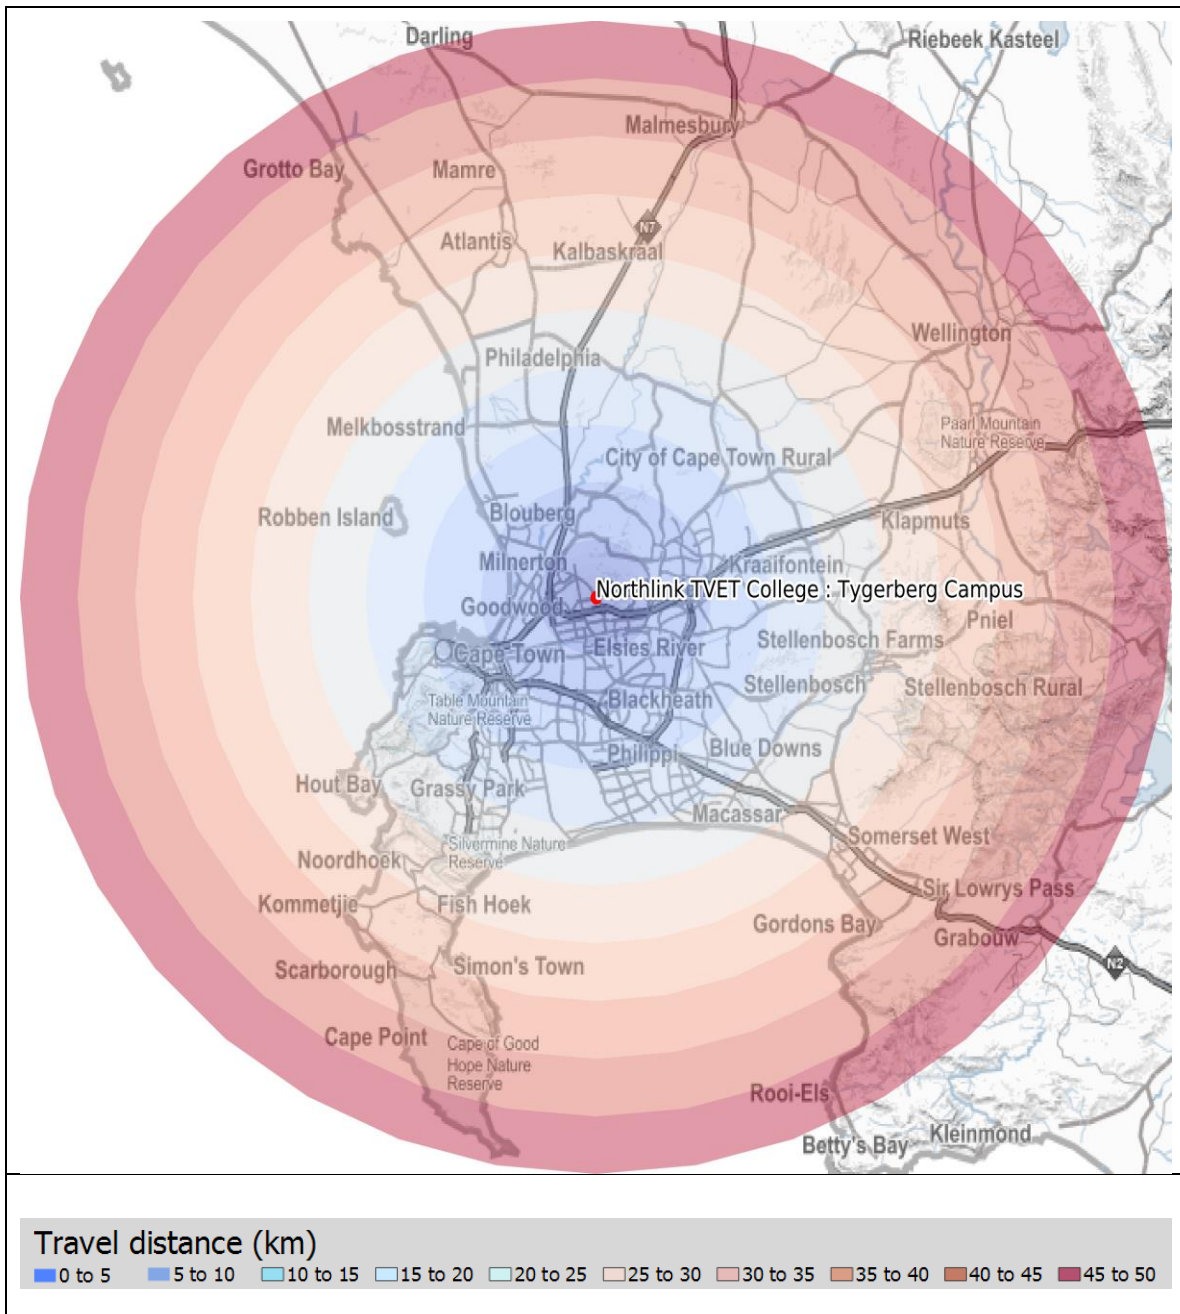 Darling
Riebeek Kasteel
Malmesbury
Grotto Bay
Mamre
N7
Atlantis
Kalbaskraal
Wellington
Philadelphia
Melkbosstrand
Paarl Mountain
Nature Reserve
City of Cape Town Rural
Robben Island
Blouberg
Klapmuts
Milnerton
Kraaifontein
Northlink TVET College : Tygerberg Campus
Goodwood
Pniel
Elsies River
Stellenbosch Farms
Cape Town
Stellenbosch
Stellenbosch Rural
Table Mountain
Nature Reserve
Blackheath
Philippi
Blue Downs
Hout Bay
Grassy Park
Macassar
Somerset West
Silvermine Nature
Reserve
Noordhoek
Sir Lowrys Pass
Kommetjie
Fish Hoek
Gordons Bay
Grabouw
Scarborough
Simon's Town
N2
Cape Point
Cape of Good
Hope Nature
Reserve
Rooi-Els
Betty's Bay
Kleinmond
Travel distance (km)
0 to 5 5 to 10 10 to 15 15 to 20 20 to 25 25 to 30 30 to 35 35 to 40 40 to 45 45 to 50